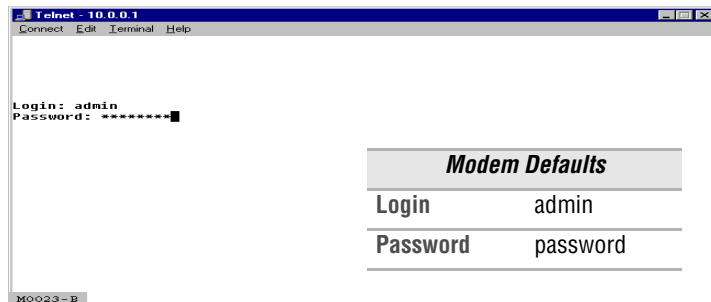 Telnet - 10.0.0.1
Connect Edit Terminal Help
Login: admin
Password: ********
Modem Defaults
Login admin
Password password
M0023-B